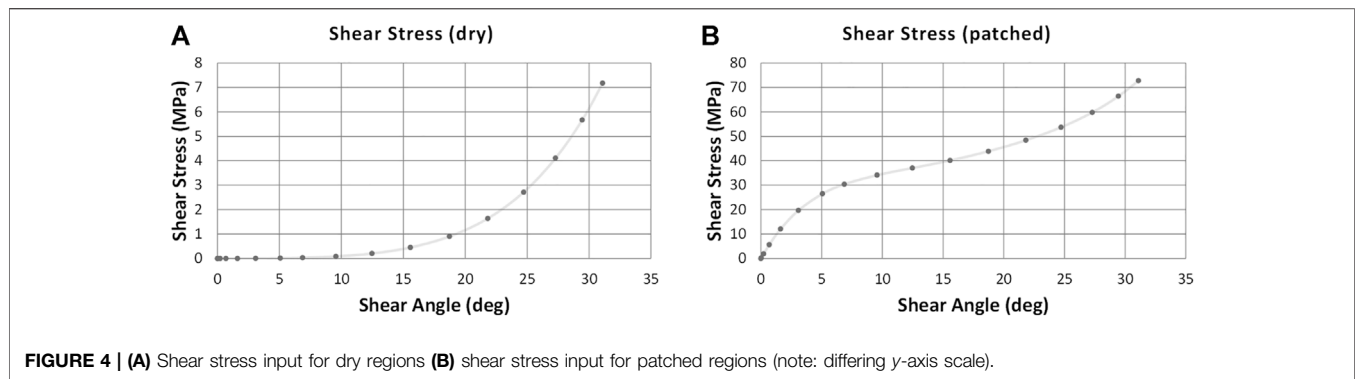 A
Shear Stress (dry)
Shear Stress (MPa)
8
7
6
5
4
3
2
1
0
0 5 10 15 20 25 30 35
Shear Angle (deg)
B
Shear Stress (patched)
Shear Stress (MPa)
80
70
60
50
40
30
20
10
0
0 5 10 15 20 25 30 35
Shear Angle (deg)
FIGURE 4 | (A) Shear stress input for dry regions (B) shear stress input for patched regions (note: differing y-axis scale).